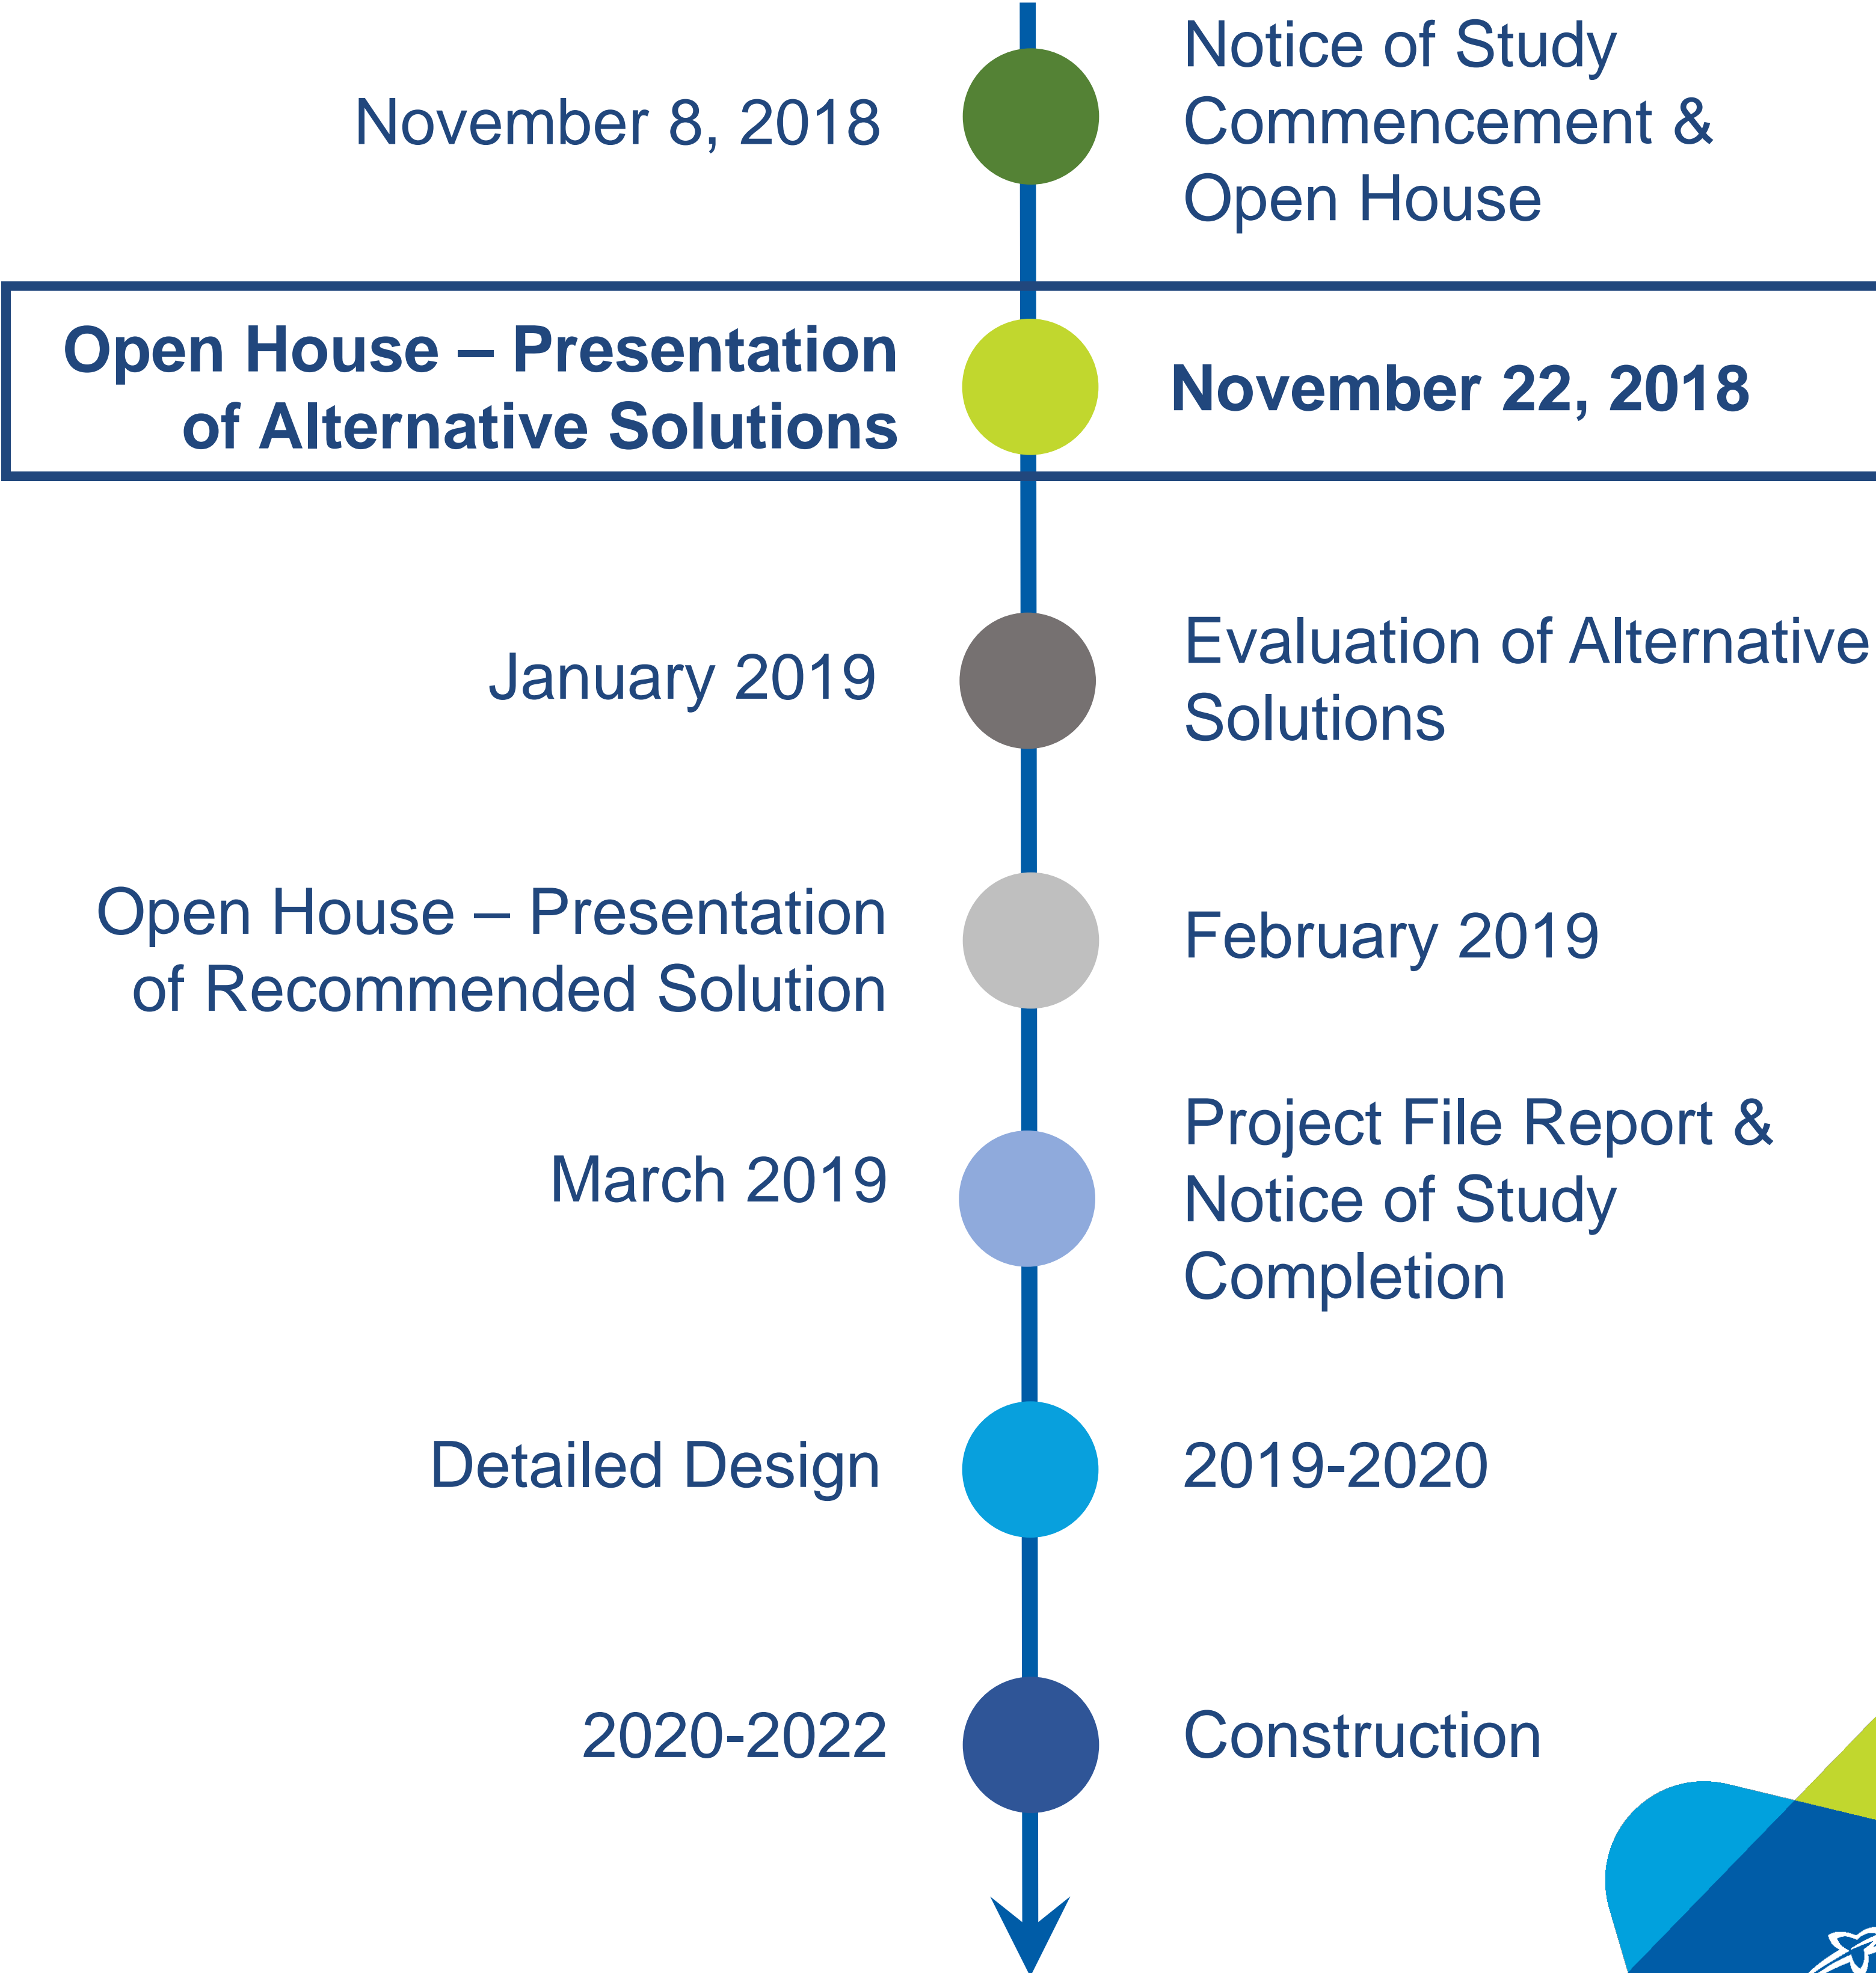 Notice of Study
November 8, 2018
Commencement &
Open House
Open House – Presentation
of Alternative Solutions
November 22, 2018
January 2019
Evaluation of Alternative
Solutions
Open House – Presentation
of Recommended Solution
February 2019
March 2019
Project File Report &
Notice of Study
Completion
Detailed Design
2019-2020
2020-2022
Construction